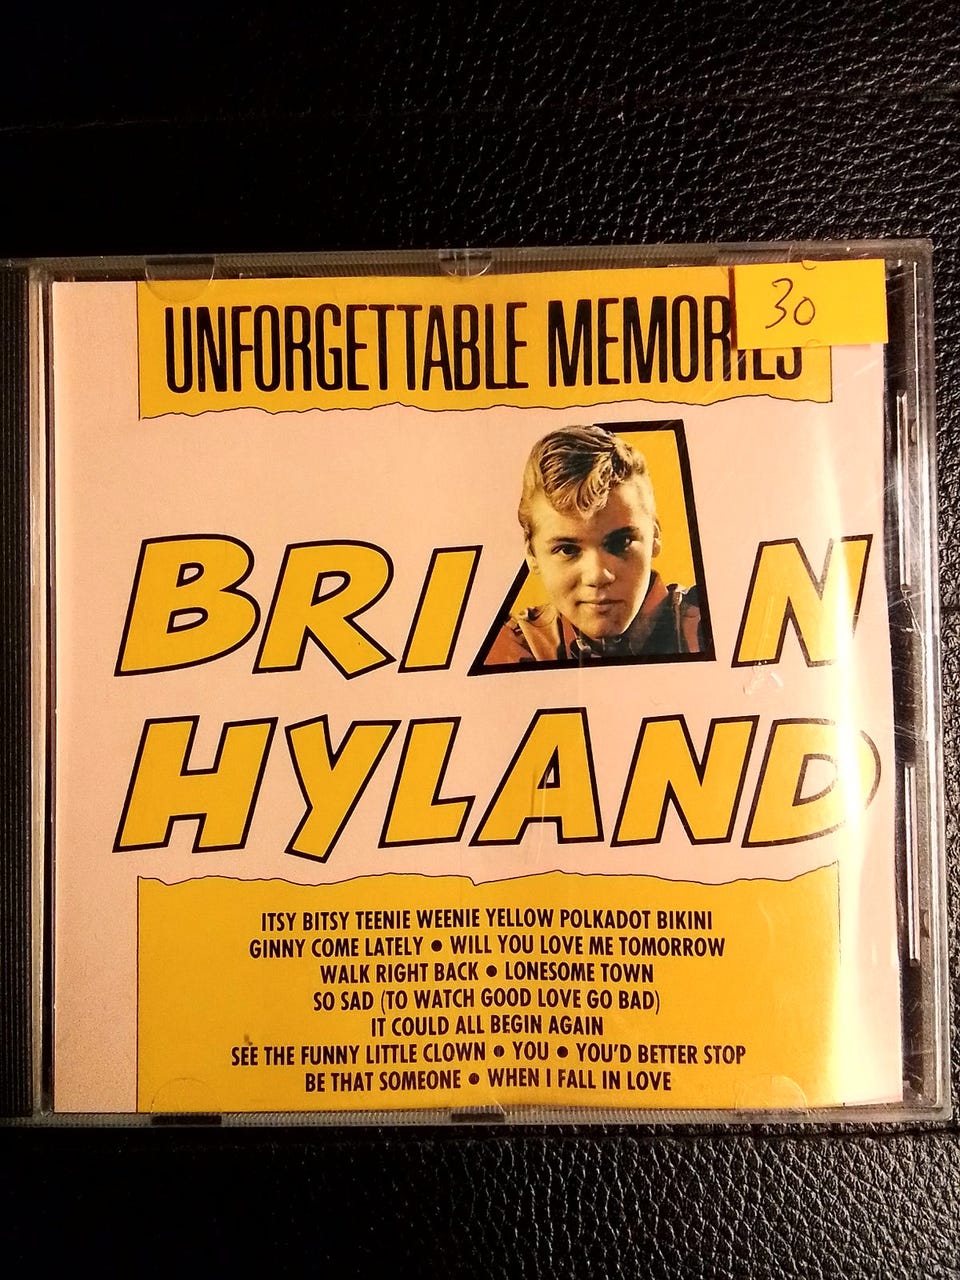 30
UNFORGETTABLE MEMORIES
BRIAN
HYLAND
ITSY BITSY TEENIE WEENIE YELLOW POLKADOT BIKINI
GINNY COME LATELY • WILL YOU LOVE ME TOMORROW
WALK RIGHT BACK • LONESOME TOWN
SO SAD (TO WATCH GOOD LOVE GO BAD)
IT COULD ALL BEGIN AGAIN
SEE THE FUNNY LITTLE CLOWN • YOU • YOU'D BETTER STOP
BE THAT SOMEONE • WHEN I FALL IN LOVE